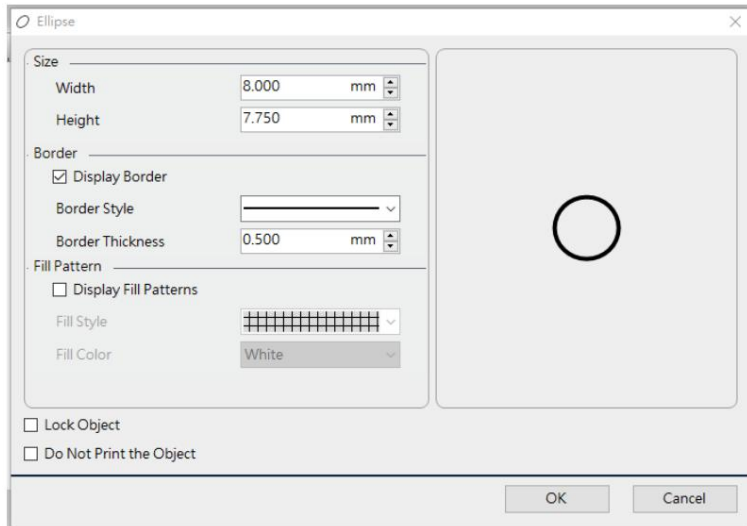 Ellipse
Size
Width 8.000 mm
Height 7.750 mm
Border
Display Border
Border Style
Border Thickness 0.500 mm
Fill Pattern
Display Fill Patterns
Fill Style
Fill Color White
Lock Object
Do Not Print the Object
OK Cancel